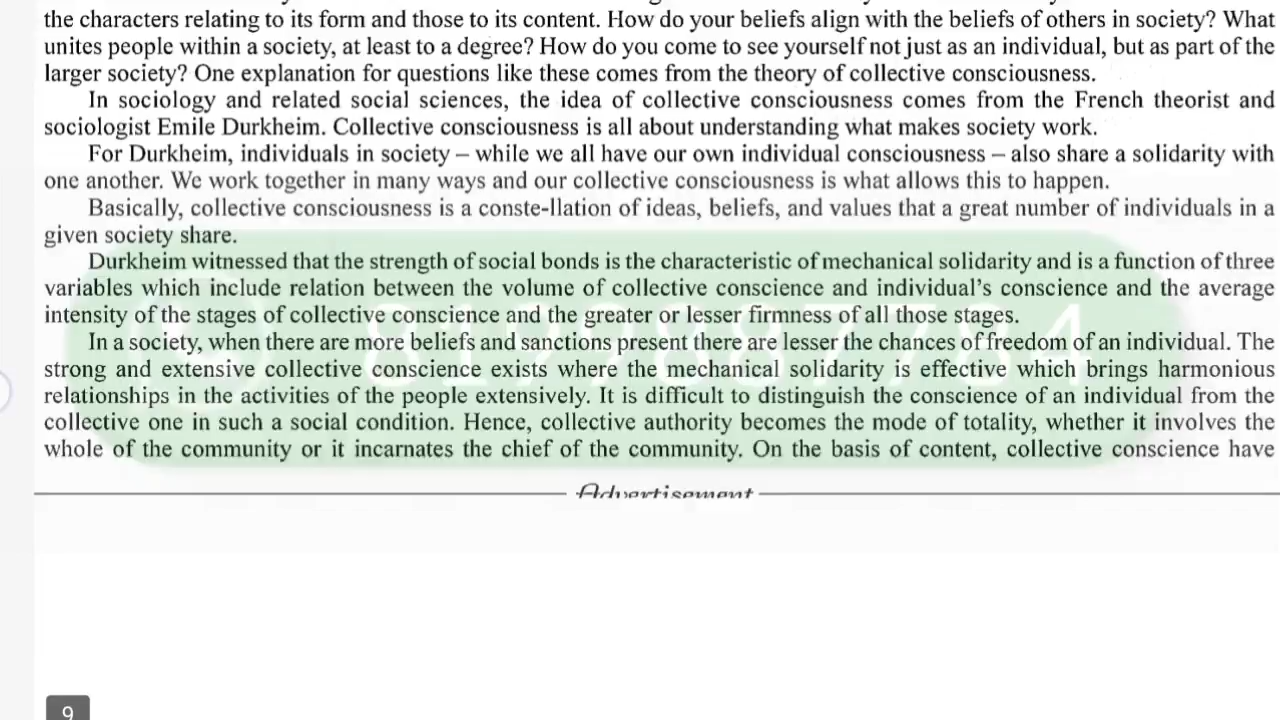 the characters relating to its form and those to its content. How do your beliefs align with the beliefs of others in society? What
unites people within a society, at least to a degree? How do you come to see yourself not just as an individual, but as part of the
larger society? One explanation for questions like these comes from the theory of collective consciousness.
In sociology and related social sciences, the idea of collective consciousness comes from the French theorist and
sociologist Emile Durkheim. Collective consciousness is all about understanding what makes society work.
For Durkheim, individuals in society – while we all have our own individual consciousness – also share a solidarity with
one another. We work together in many ways and our collective consciousness is what allows this to happen.
Basically, collective consciousness is a conste-llation of ideas, beliefs, and values that a great number of individuals in a
given society share.
Durkheim witnessed that the strength of social bonds is the characteristic of mechanical solidarity and is a function of three
variables which include relation between the volume of collective conscience and individual's conscience and the average
intensity of the stages of collective conscience and the greater or lesser firmness of all those stages.
In a society, when there are more beliefs and sanctions present there are lesser the chances of freedom of an individual. The
strong and extensive collective conscience exists where the mechanical solidarity is effective which brings harmonious
relationships in the activities of the people extensively. It is difficult to distinguish the conscience of an individual from the
collective one in such a social condition. Hence, collective authority becomes the mode of totality, whether it involves the
whole of the community or it incarnates the chief of the community. On the basis of content, collective conscience have
Advertisement
9